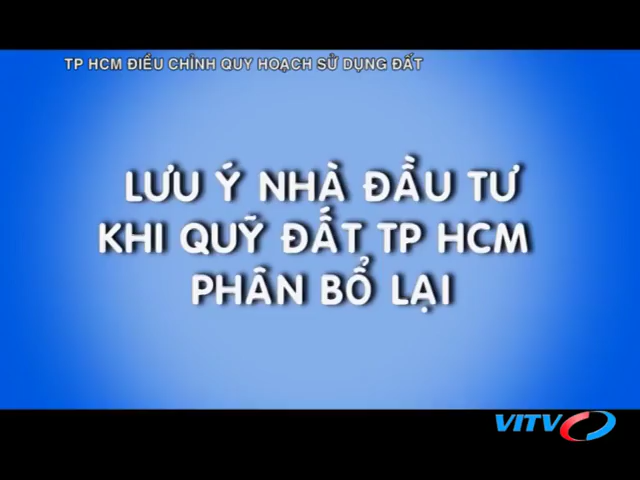 TP HCM ĐIỀU CHỈNH QUY HOẠCH SỬ DỤNG ĐẤT
LƯU Ý NHÀ ĐẦU TƯ
KHI QUỸ ĐẤT TP HCM
PHÂN BỔ LẠI
VITV